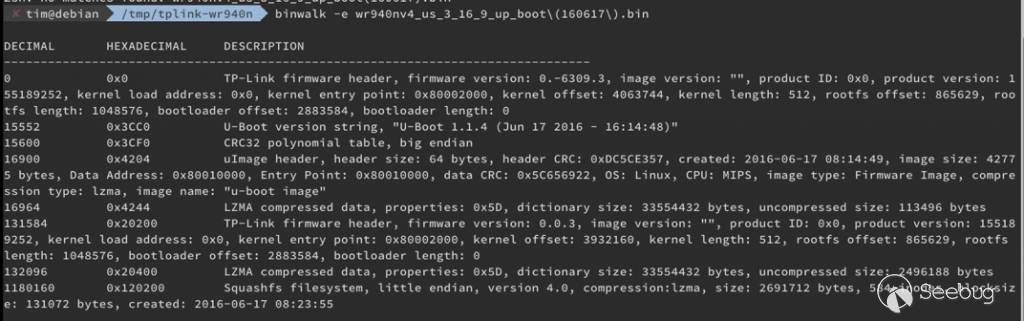 tim@debian /tmp/tplink-wr940n binwalk -e wr940nv4_us_3_16_9_up_boot\(160617\).bin
DECIMAL HEXADECIMAL DESCRIPTION
--------------------------------------------------------------------------------
0 0x0 TP-Link firmware header, firmware version: 0.-6309.3, image version: "", product ID: 0x0, product version: 1
55189252, kernel load address: 0x0, kernel entry point: 0x80002000, kernel offset: 4063744, kernel length: 512, rootfs offset: 865629, roo
tfs length: 1048576, bootloader offset: 2883584, bootloader length: 0
15552 0x3CC0 U-Boot version string, "U-Boot 1.1.4 (Jun 17 2016 - 16:14:48)"
15600 0x3CF0 CRC32 polynomial table, big endian
16900 0x4204 uImage header, header size: 64 bytes, header CRC: 0xDC5CE357, created: 2016-06-17 08:14:49, image size: 4277
5 bytes, Data Address: 0x80010000, Entry Point: 0x80010000, data CRC: 0x5C656922, OS: Linux, CPU: MIPS, image type: Firmware Image, compre
ssion type: lzma, image name: "u-boot image"
16964 0x4244 LZMA compressed data, properties: 0x5D, dictionary size: 33554432 bytes, uncompressed size: 113496 bytes
131584 0x20200 TP-Link firmware header, firmware version: 0.0.3, image version: "", product ID: 0x0, product version: 15518
9252, kernel load address: 0x0, kernel entry point: 0x80002000, kernel offset: 3932160, kernel length: 512, rootfs offset: 865629, rootfs
length: 1048576, bootloader offset: 2883584, bootloader length: 0
132096 0x20400 LZMA compressed data, properties: 0x5D, dictionary size: 33554432 bytes, uncompressed size: 2496188 bytes
1180160 0x120200 Squashfs filesystem, little endian, version 4.0, compression:lzma, size: 2691712 bytes, blocksiz
e: 131072 bytes, created: 2016-06-17 08:23:55
Seebug